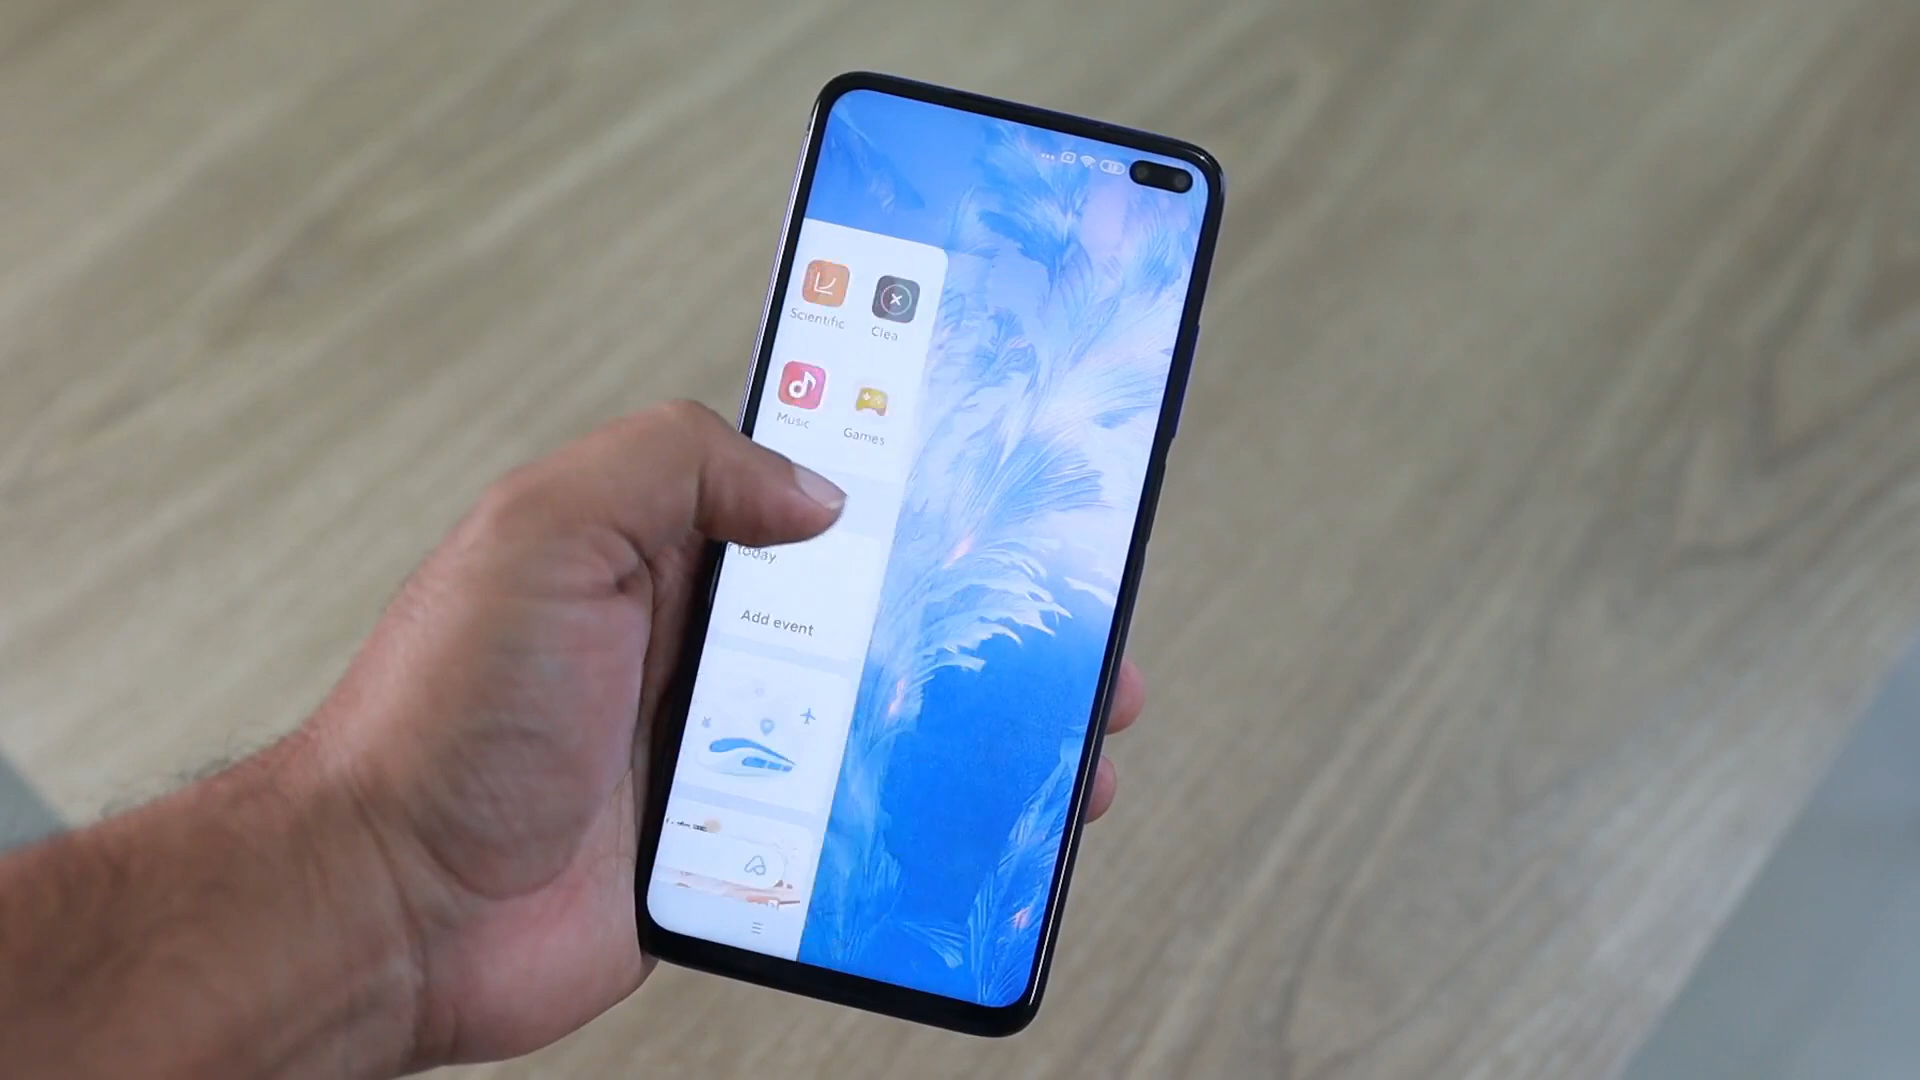 Scientific
Clea
Music
Games
r today
Add event